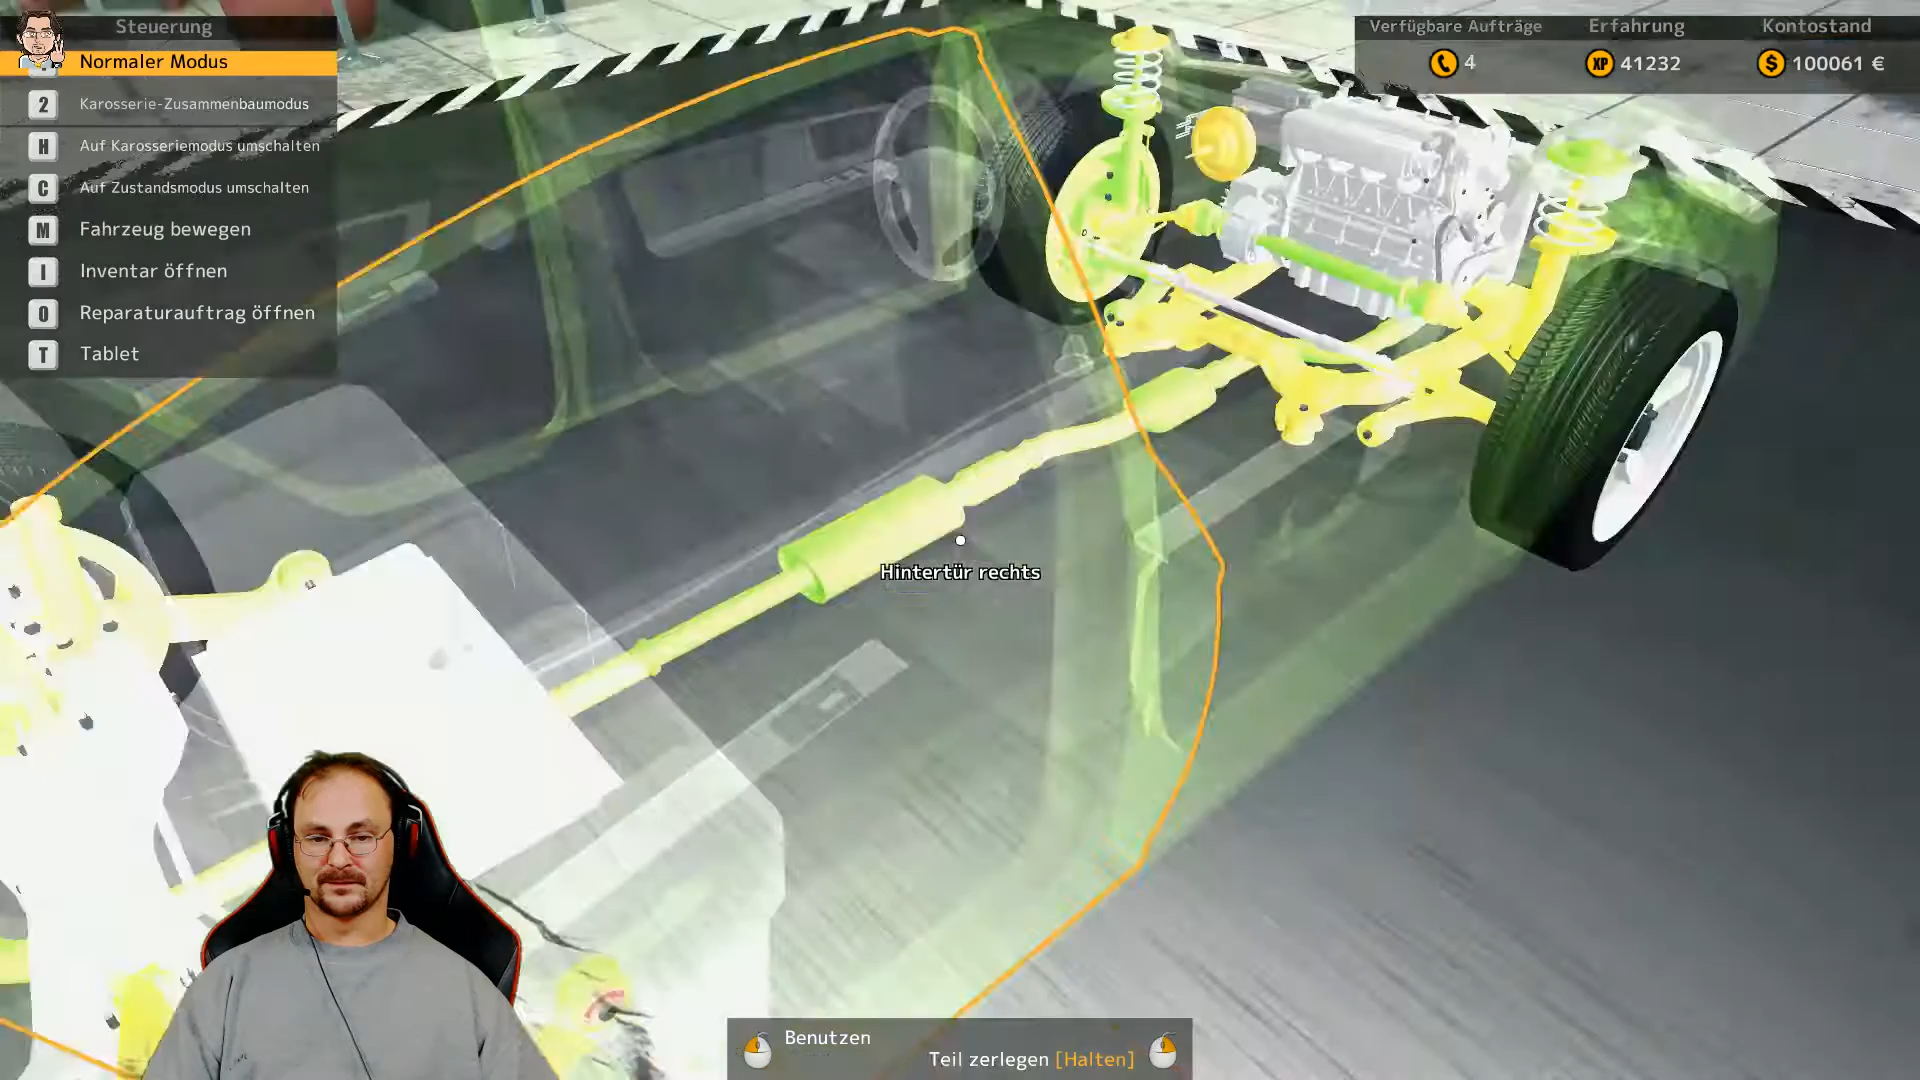 Steuerung
Normaler Modus
2 Karosserie-Zusammenbaumodus
H Auf Karosseriemodus umschalten
C Auf Zustandsmodus umschalten
M Fahrzeug bewegen
I Inventar öffnen
O Reparaturauftrag öffnen
T Tablet
Verfügbare Aufträge Erfahrung Kontostand
4 XP 41232 $ 100061 €
Hintertür rechts
Benutzen
Teil zerlegen [Halten]